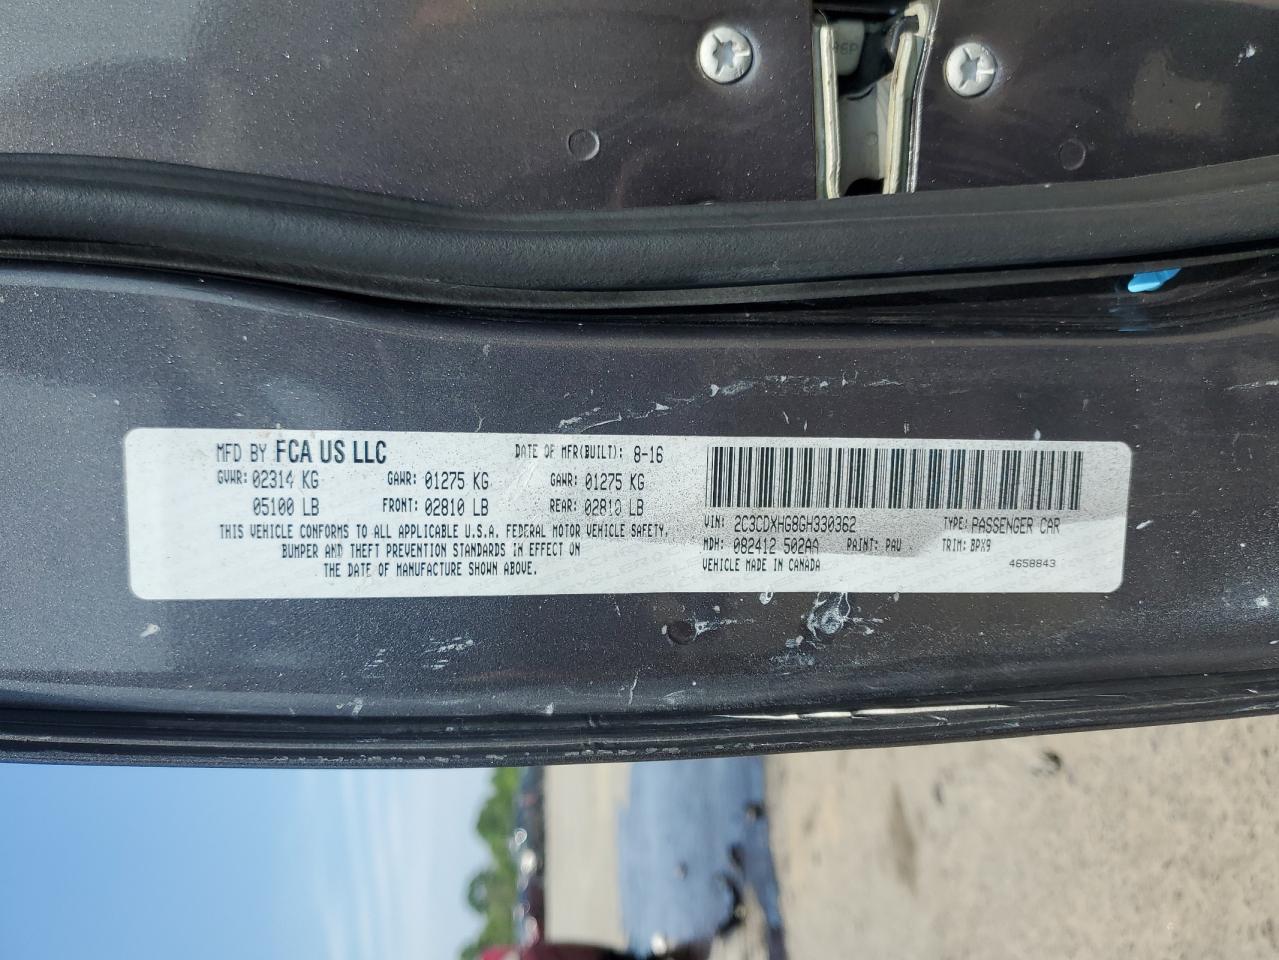 MFD BY FCA US LLC DATE OF MFR(BUILT): 8-16
GVWR: 02314 KG GAWR: 01275 KG GAWR: 01275 KG
05100 LB FRONT: 02810 LB REAR: 02810 LB
THIS VEHICLE CONFORMS TO ALL APPLICABLE U.S.A. FEDERAL MOTOR VEHICLE SAFETY,
BUMPER AND THEFT PREVENTION STANDARDS IN EFFECT ON
THE DATE OF MANUFACTURE SHOWN ABOVE.
VIN: 2C3CDXHG8GH330362 TYPE: PASSENGER CAR
MDH: 082412 502AA PAINT: PAU TRIM: BPX9
VEHICLE MADE IN CANADA 4658843